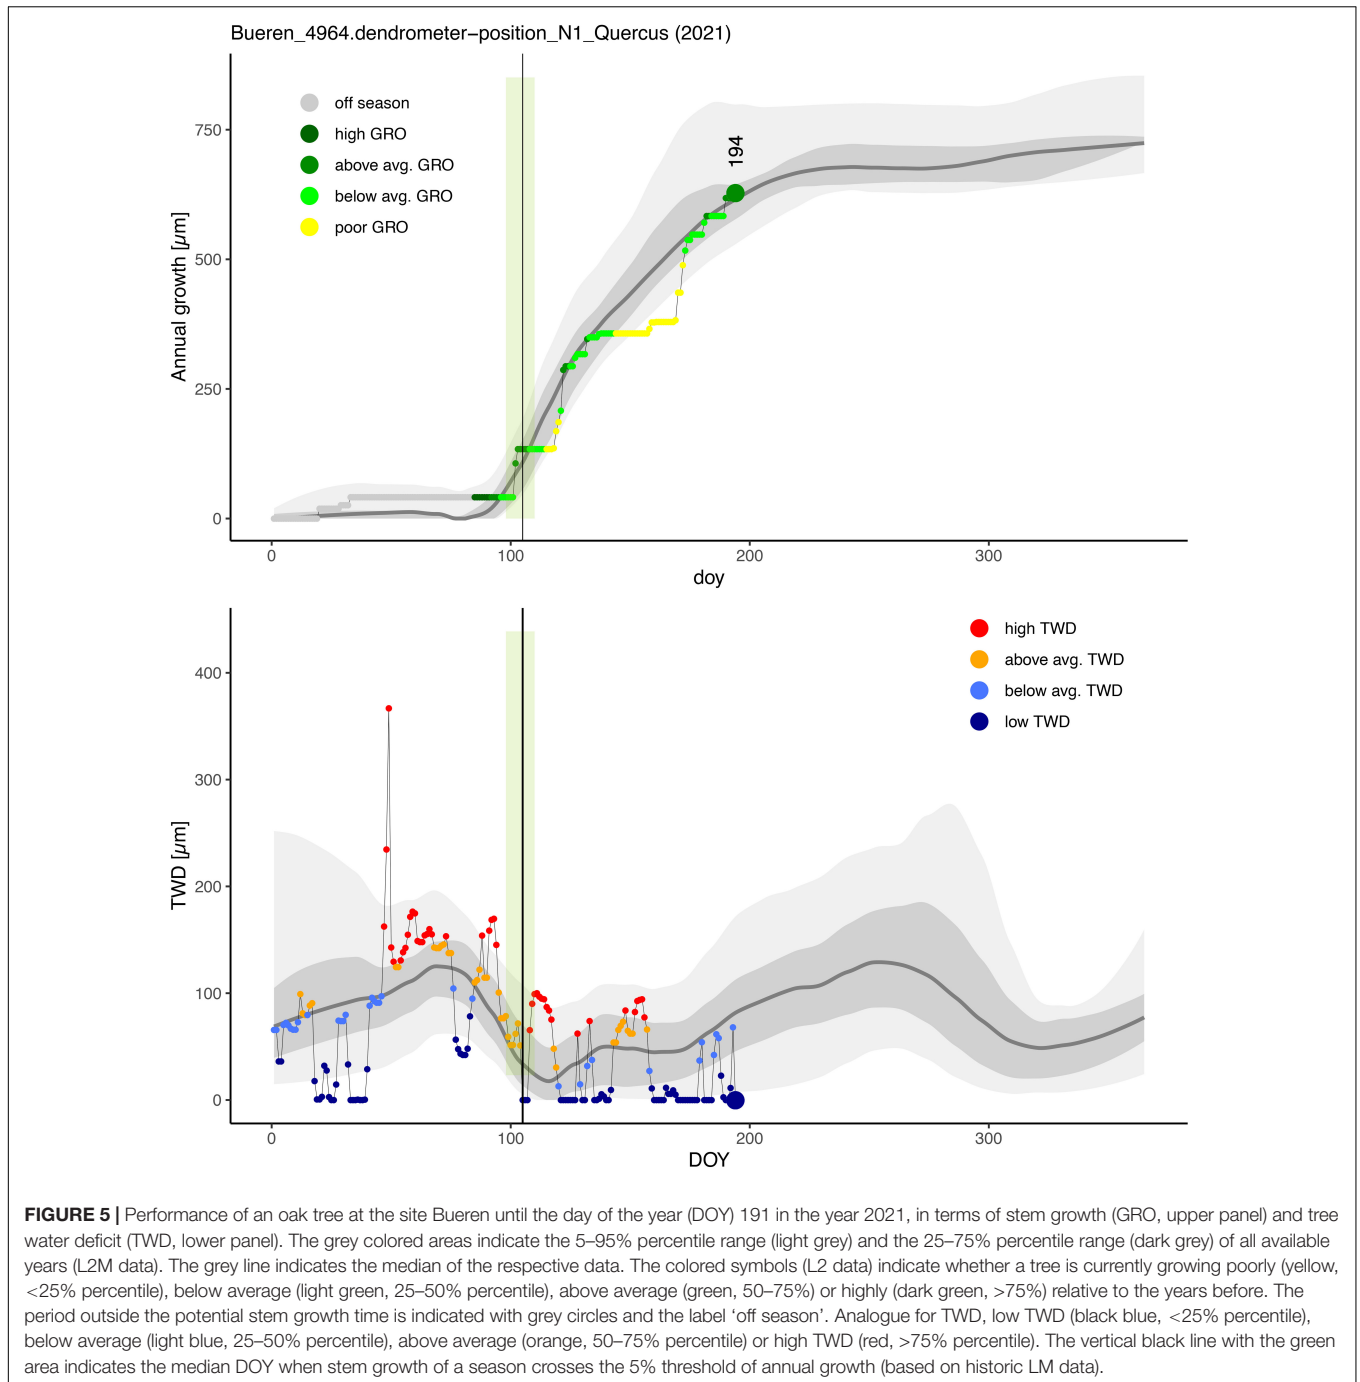 Bueren_4964.dendrometer−position_N1_Quercus (2021)
off season
high GRO
above avg. GRO
below avg. GRO
poor GRO
194
750
500
250
0
Annual growth [µm]
0
100
200
300
doy
high TWD
above avg. TWD
below avg. TWD
low TWD
400
300
200
100
0
TWD [µm]
0
100
200
300
DOY
FIGURE 5 | Performance of an oak tree at the site Bueren until the day of the year (DOY) 191 in the year 2021, in terms of stem growth (GRO, upper panel) and tree
water deficit (TWD, lower panel). The grey colored areas indicate the 5–95% percentile range (light grey) and the 25–75% percentile range (dark grey) of all available
years (L2M data). The grey line indicates the median of the respective data. The colored symbols (L2 data) indicate whether a tree is currently growing poorly (yellow,
<25% percentile), below average (light green, 25–50% percentile), above average (green, 50–75%) or highly (dark green, >75%) relative to the years before. The
period outside the potential stem growth time is indicated with grey circles and the label ‘off season’. Analogue for TWD, low TWD (black blue, <25% percentile),
below average (light blue, 25–50% percentile), above average (orange, 50–75% percentile) or high TWD (red, >75% percentile). The vertical black line with the green
area indicates the median DOY when stem growth of a season crosses the 5% threshold of annual growth (based on historic LM data).